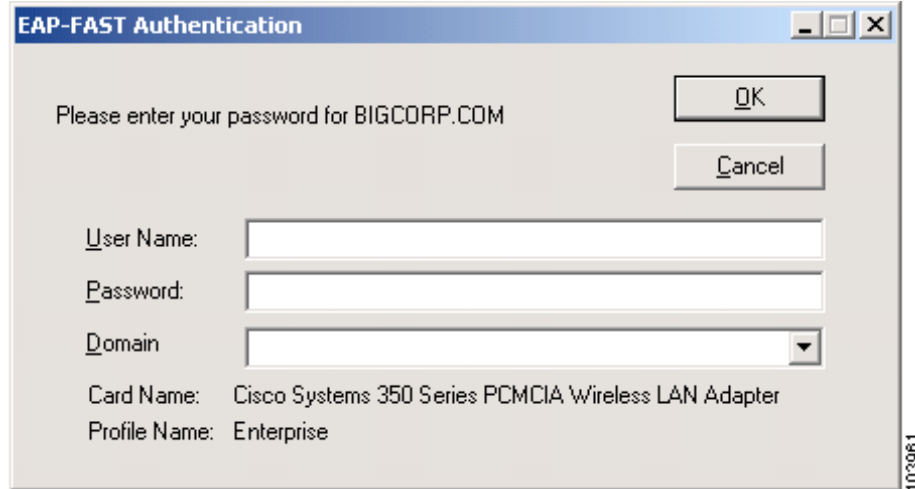 EAP-FAST Authentication
Please enter your password for BIGCORP.COM
OK
Cancel
User Name:
Password:
Domain
Card Name: Cisco Systems 350 Series PCMCIA Wireless LAN Adapter
Profile Name: Enterprise
103961